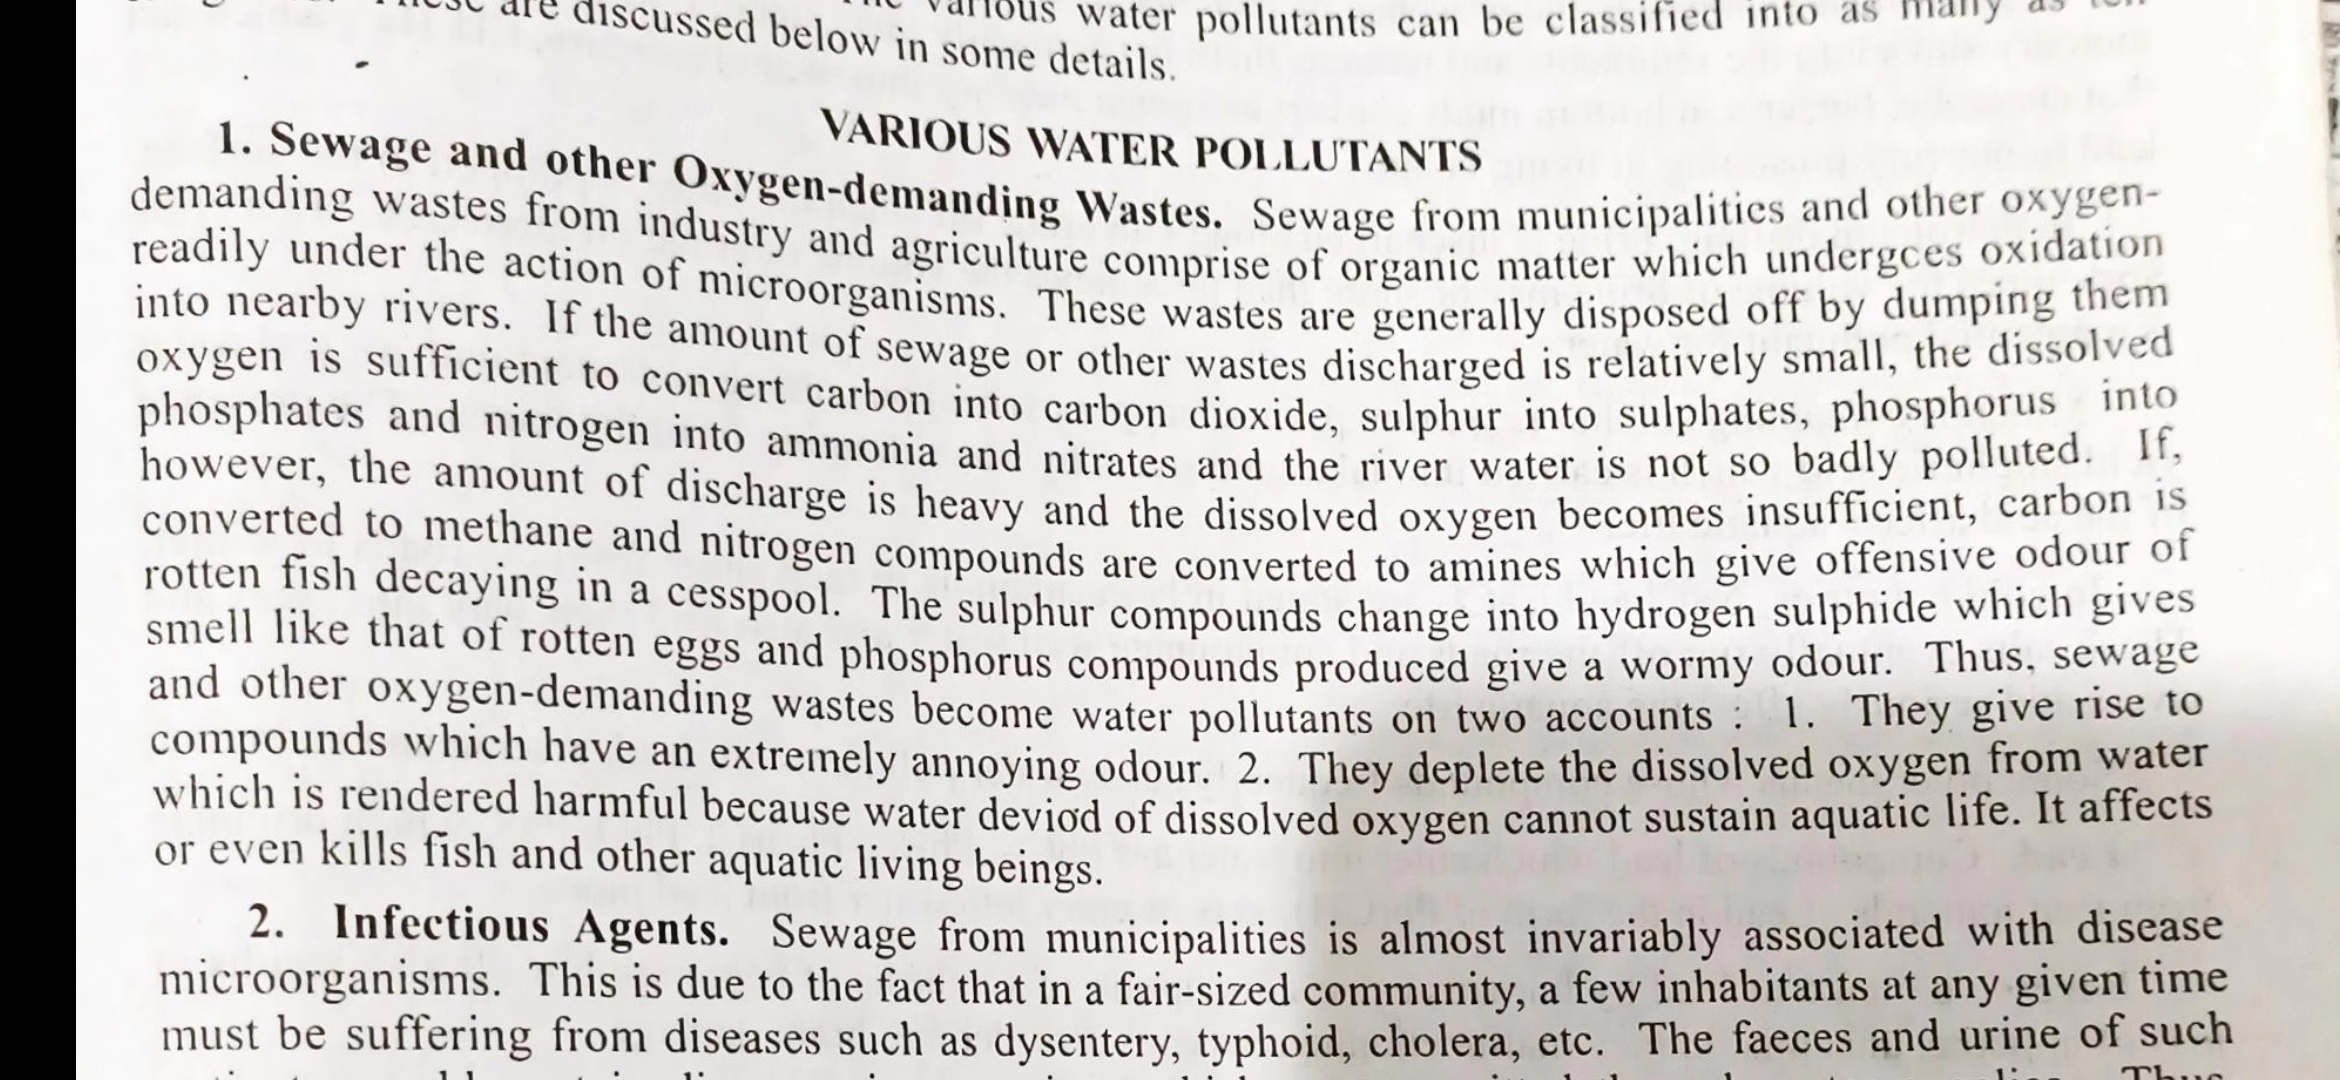 are discussed below in some details.
various water pollutants can be classified into as many as
VARIOUS WATER POLLUTANTS
1. Sewage and other Oxygen-demanding Wastes. Sewage from municipalities and other oxygen-
demanding wastes from industry and agriculture comprise of organic matter which undergces oxidation
readily under the action of microorganisms. These wastes are generally disposed off by dumping them
into nearby rivers. If the amount of sewage or other wastes discharged is relatively small, the dissolved
oxygen is sufficient to convert carbon into carbon dioxide, sulphur into sulphates, phosphorus into
phosphates and nitrogen into ammonia and nitrates and the river water is not so badly polluted. If,
however, the amount of discharge is heavy and the dissolved oxygen becomes insufficient, carbon is
converted to methane and nitrogen compounds are converted to amines which give offensive odour of
rotten fish decaying in a cesspool. The sulphur compounds change into hydrogen sulphide which gives
smell like that of rotten eggs and phosphorus compounds produced give a wormy odour. Thus, sewage
and other oxygen-demanding wastes become water pollutants on two accounts : 1. They give rise to
compounds which have an extremely annoying odour. 2. They deplete the dissolved oxygen from water
which is rendered harmful because water deviod of dissolved oxygen cannot sustain aquatic life. It affects
or even kills fish and other aquatic living beings.
2. Infectious Agents. Sewage from municipalities is almost invariably associated with disease
microorganisms. This is due to the fact that in a fair-sized community, a few inhabitants at any given time
must be suffering from diseases such as dysentery, typhoid, cholera, etc. The faeces and urine of such